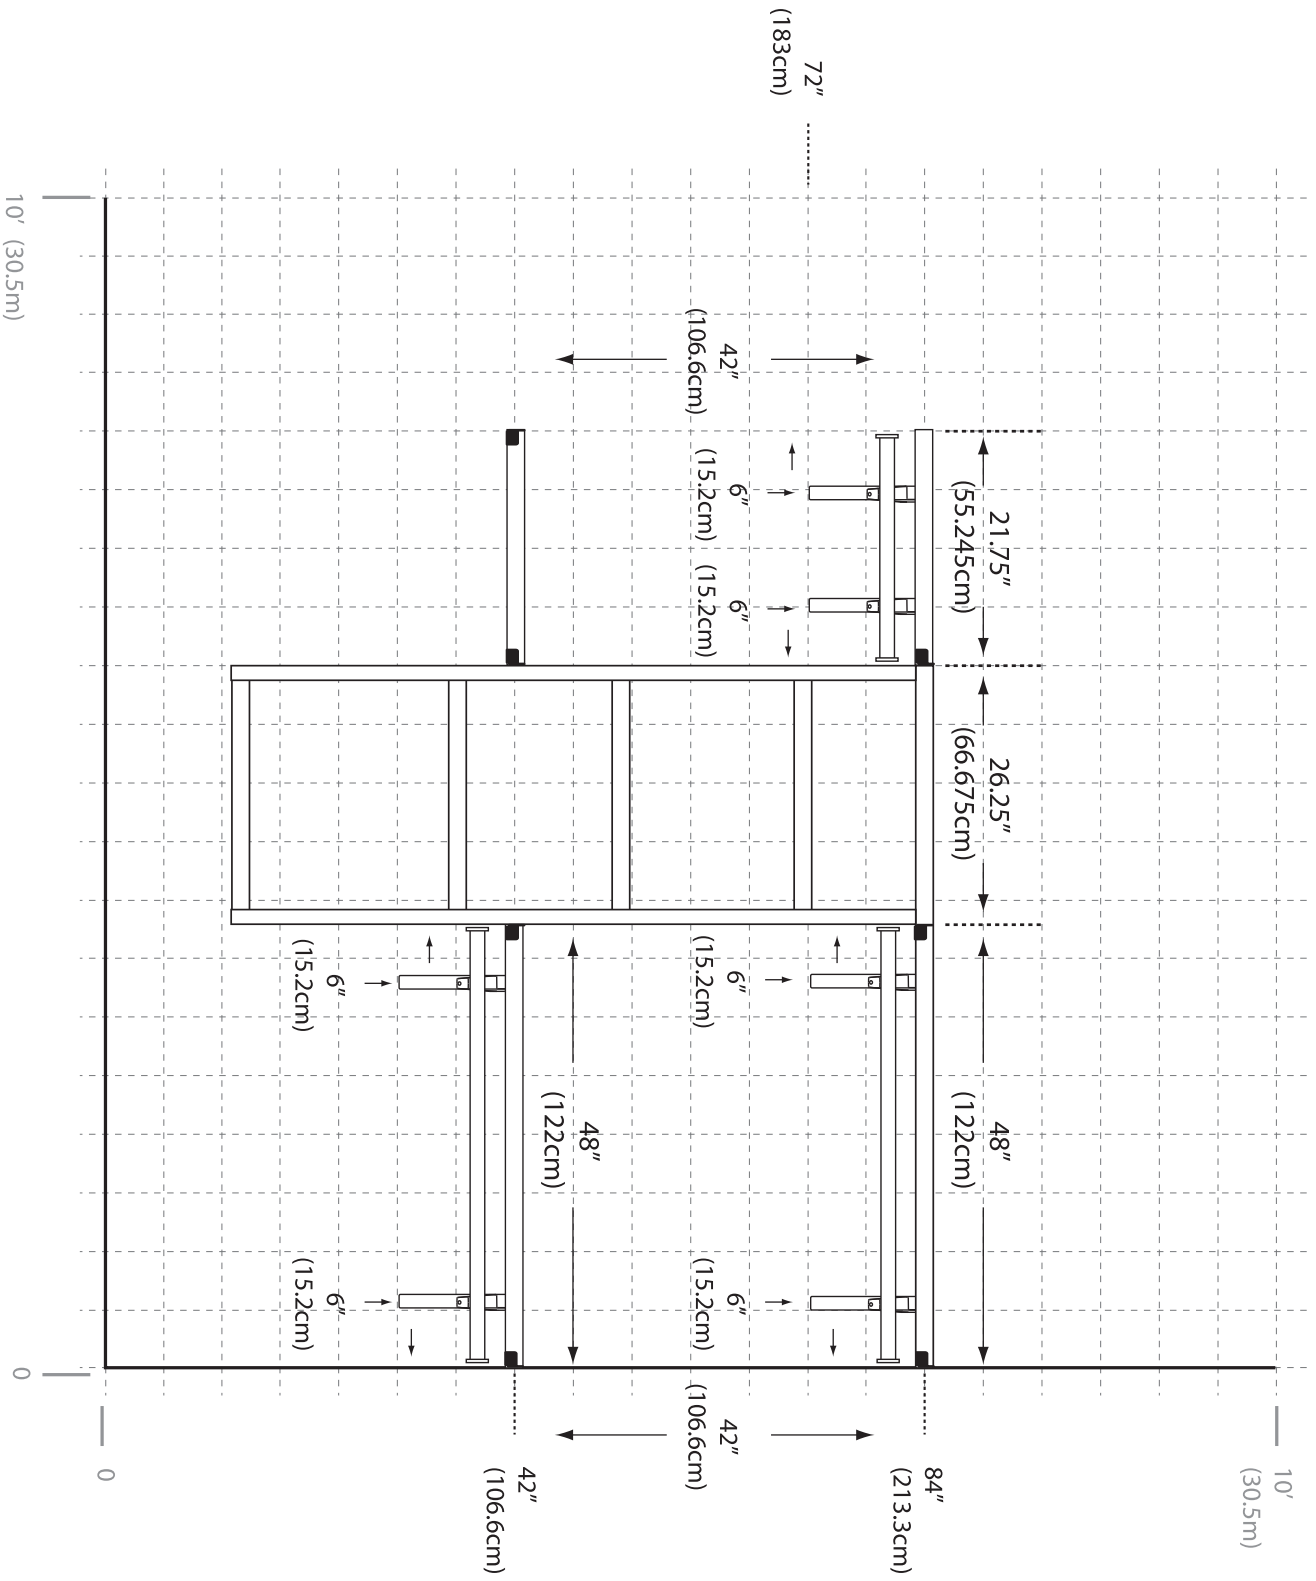 10’
(30.5m)
21.75”
(55.245cm)
26.25”
(66.675cm)
48”
(122cm)
84”
(213.3cm)
72”
(183cm)
42”
(106.6cm)
6”
(15.2cm)
6”
(15.2cm)
6”
(15.2cm)
6”
(15.2cm)
42”
(106.6cm)
48”
(122cm)
42”
(106.6cm)
6”
(15.2cm)
6”
(15.2cm)
0
10’ (30.5m)
0